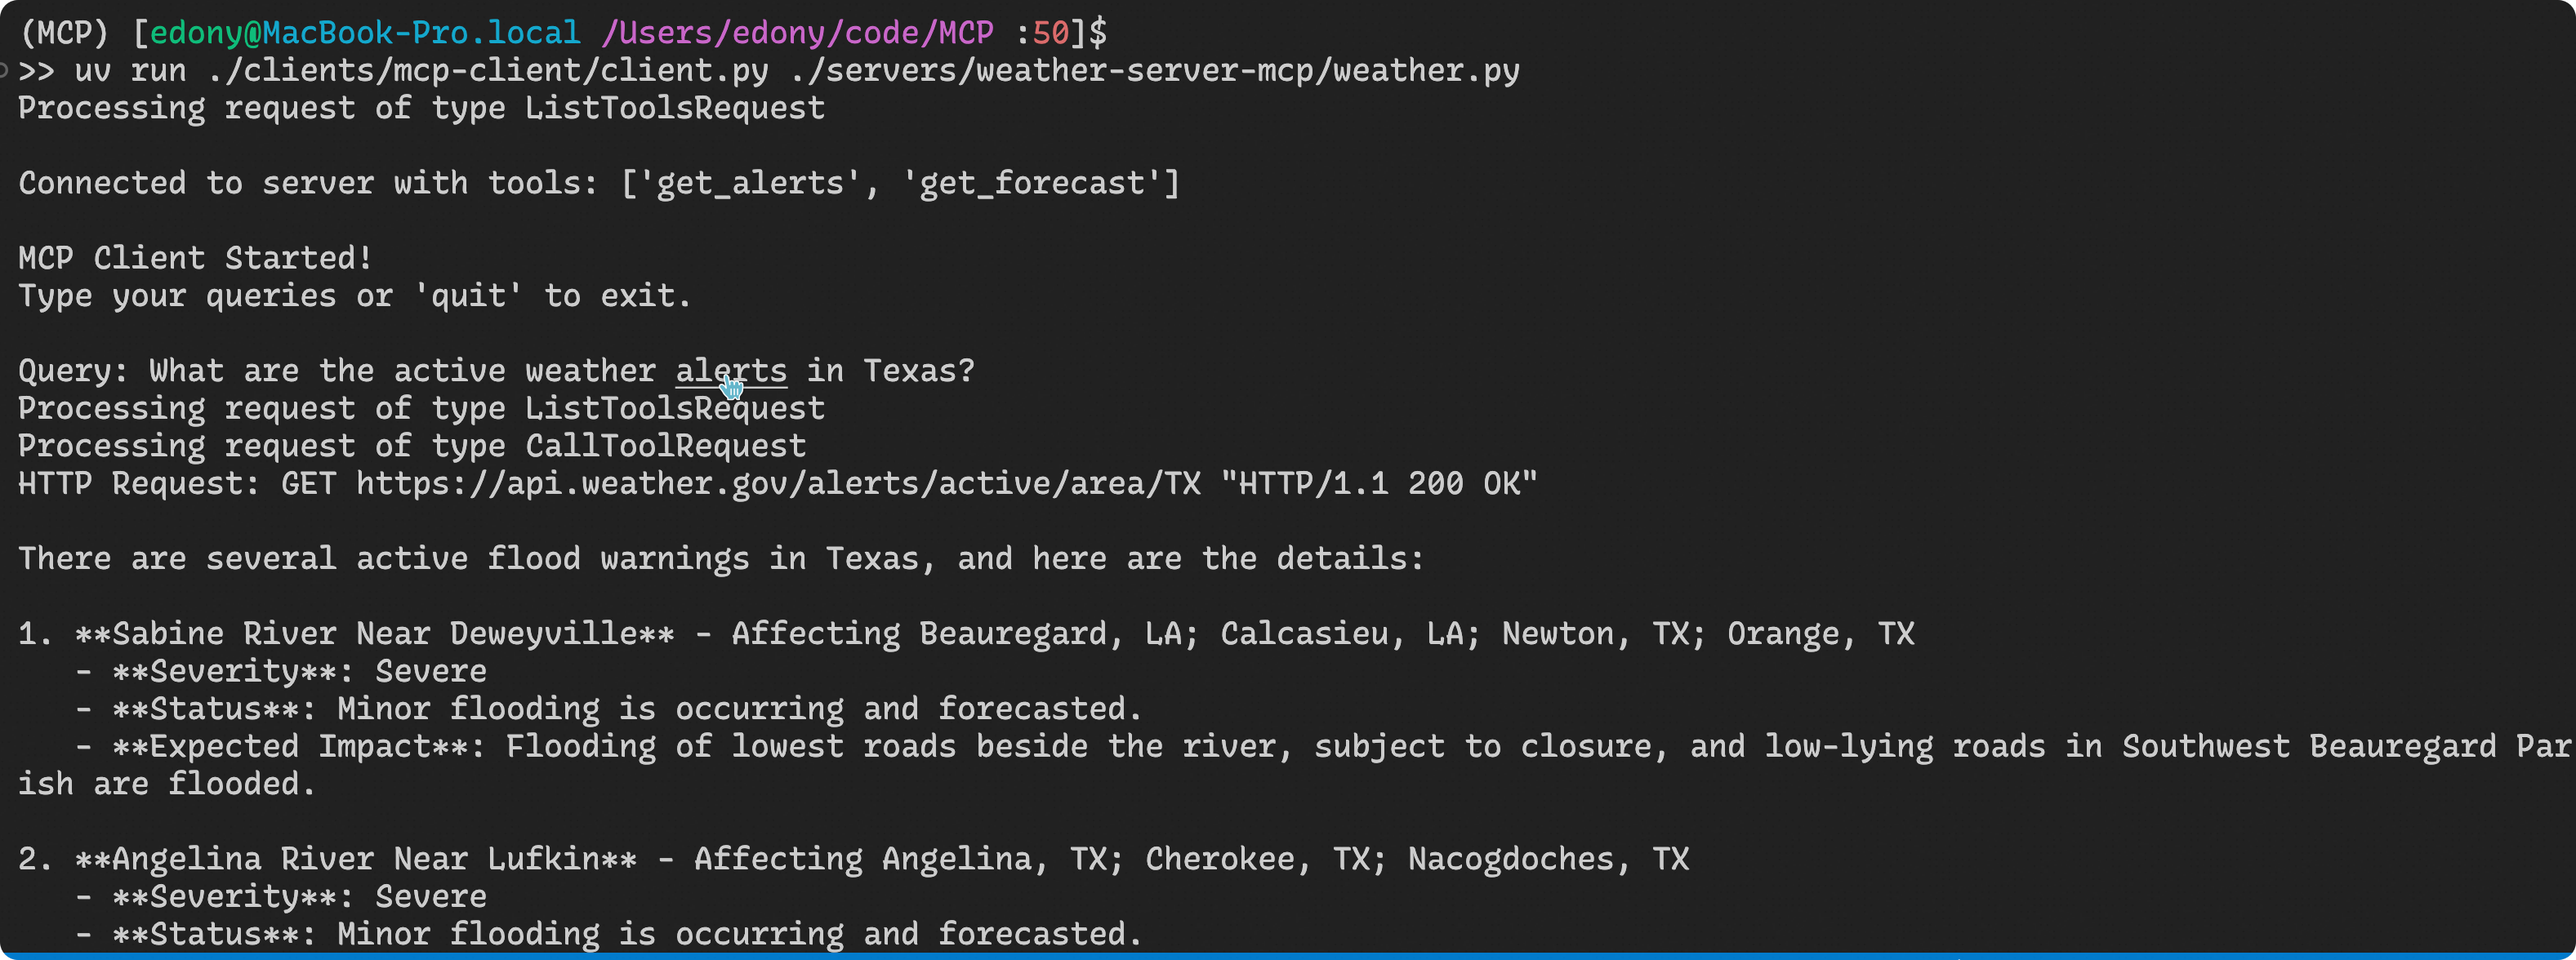 (MCP) [edony@MacBook-Pro.local /Users/edony/code/MCP :50]$
>> uv run ./clients/mcp-client/client.py ./servers/weather-server-mcp/weather.py
Processing request of type ListToolsRequest
Connected to server with tools: ['get_alerts', 'get_forecast']
MCP Client Started!
Type your queries or 'quit' to exit.
Query: What are the active weather alerts in Texas?
Processing request of type ListToolsRequest
Processing request of type CallToolRequest
HTTP Request: GET https://api.weather.gov/alerts/active/area/TX "HTTP/1.1 200 OK"
There are several active flood warnings in Texas, and here are the details:
1. **Sabine River Near Deweyville** - Affecting Beauregard, LA; Calcasieu, LA; Newton, TX; Orange, TX
   - **Severity**: Severe
   - **Status**: Minor flooding is occurring and forecasted.
   - **Expected Impact**: Flooding of lowest roads beside the river, subject to closure, and low-lying roads in Southwest Beauregard Par
ish are flooded.
2. **Angelina River Near Lufkin** - Affecting Angelina, TX; Cherokee, TX; Nacogdoches, TX
   - **Severity**: Severe
   - **Status**: Minor flooding is occurring and forecasted.